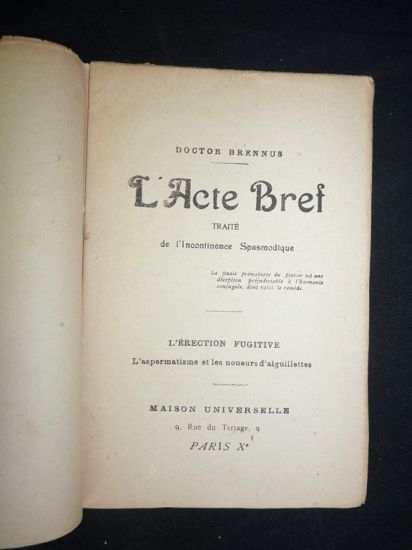 DOCTOR BRENNUS
L'Acte Bref
TRAITÉ
de l'Incontinence Spasmodique
La finale prématurée du plaisir est une
déception préjudiciable à l'harmonie
conjugale, dont voici le remède.
L'ÉRECTION FUGITIVE
L'aspermatisme et les noueurs d'aiguillettes
MAISON UNIVERSELLE
9, Rue du Terrage, 9
PARIS Xe